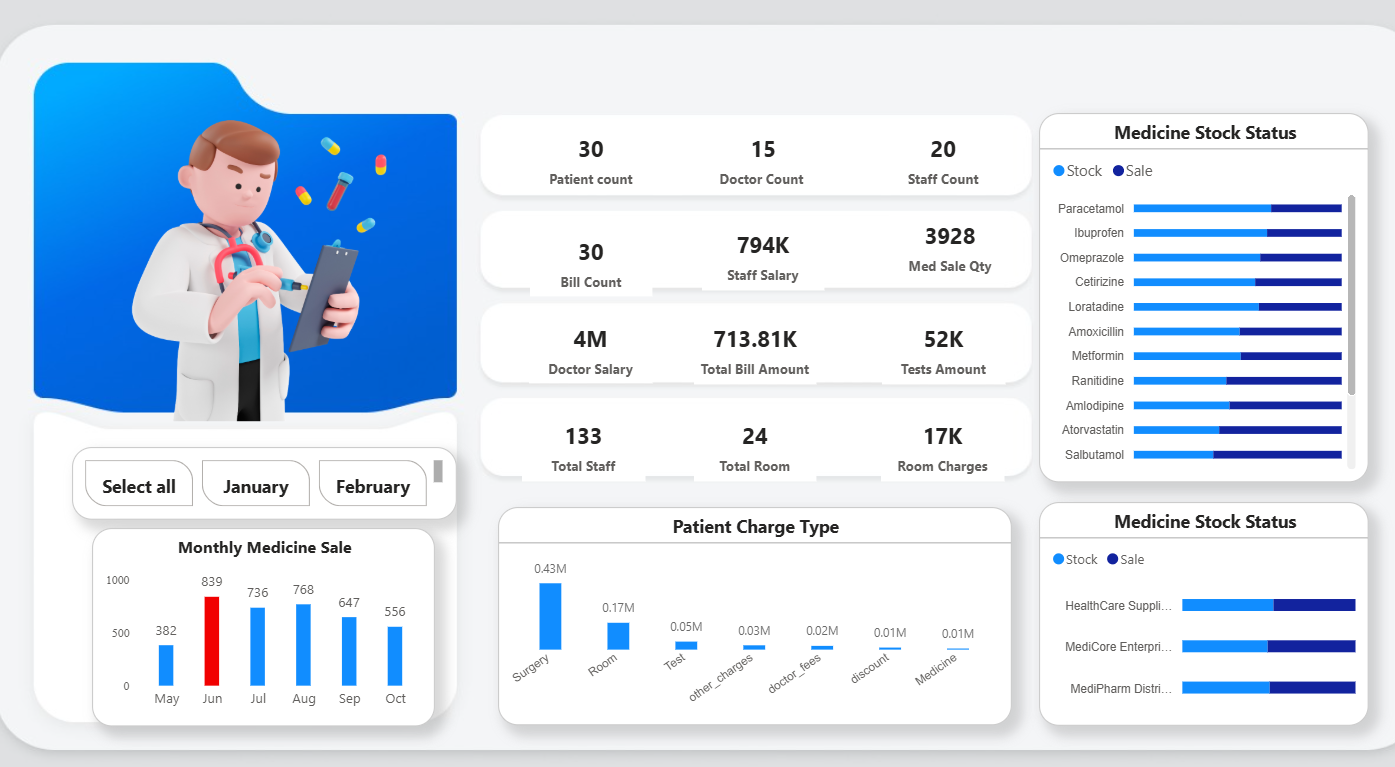 30
Patient count
15
Doctor Count
20
Staff Count
30
Bill Count
794K
Staff Salary
3928
Med Sale Qty
4M
Doctor Salary
713.81K
Total Bill Amount
52K
Tests Amount
133
Total Staff
24
Total Room
17K
Room Charges
Select all
January
February
Monthly Medicine Sale
1000
500
0
382
839
736
768
647
556
May
Jun
Jul
Aug
Sep
Oct
Patient Charge Type
0.43M
0.17M
0.05M
0.03M
0.02M
0.01M
0.01M
Surgery
Room
Test
other_charges
doctor_fees
discount
Medicine
Medicine Stock Status
Stock Sale
Paracetamol
Ibuprofen
Omeprazole
Cetirizine
Loratadine
Amoxicillin
Metformin
Ranitidine
Amlodipine
Atorvastatin
Salbutamol
Medicine Stock Status
Stock Sale
HealthCare Suppli...
MediCore Enterpri...
MediPharm Distri...